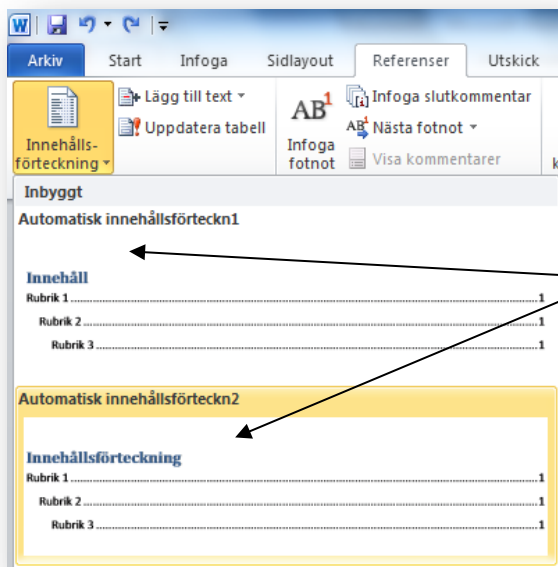 Arkiv Start Infoga Sidlayout Referenser Utskick
Lägg till text
Uppdatera tabell
Innehålls-
förteckning
AB1
Infoga
fotnot
Infoga slutkommentar
Nästa fotnot
Visa kommentarer
Inbyggt
Automatisk innehållsförteckn1
Innehåll
Rubrik 1 ........ 1
Rubrik 2 ........ 1
Rubrik 3 ........ 1
Automatisk innehållsförteckn2
Innehållsförteckning
Rubrik 1 ........ 1
Rubrik 2 ........ 1
Rubrik 3 ........ 1